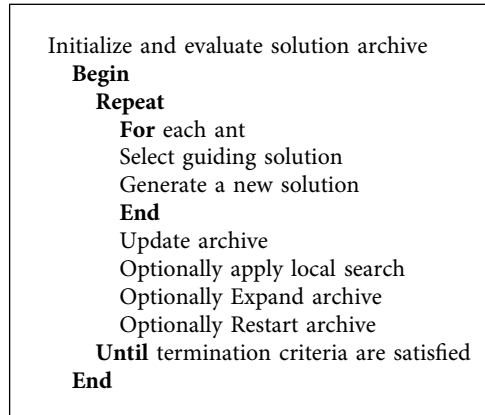 Initialize and evaluate solution archive
Begin
Repeat
For each ant
Select guiding solution
Generate a new solution
End
Update archive
Optionally apply local search
Optionally Expand archive
Optionally Restart archive
Until termination criteria are satisfied
End